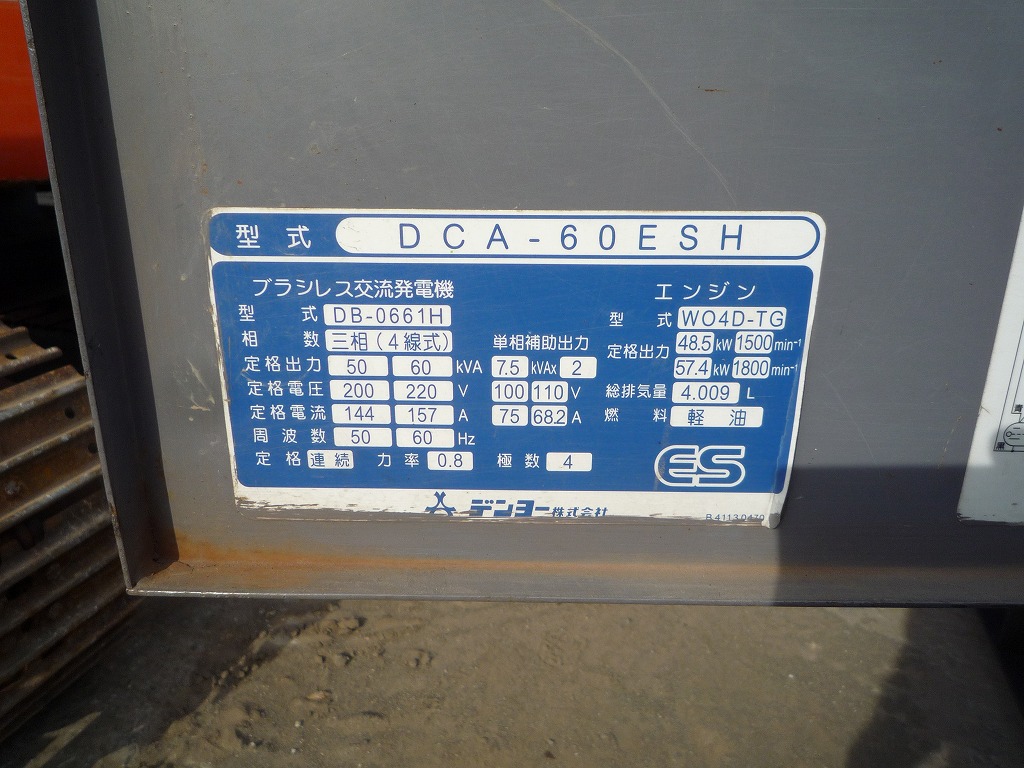 型式 DCA-60ESH
ブラシレス交流発電機
型式 DB-0661H
相数 三相(4線式)
定格出力 50 60 kVA
定格電圧 200 220 V
定格電流 144 157 A
周波数 50 60 Hz
定格 連続 力率 0.8 極数 4
単相補助出力
7.5 kVAx 2
100 110 V
75 68.2 A
エンジン
型式 WO4D-TG
定格出力 48.5 kW 1500 min-1
57.4 kW 1800 min-1
総排気量 4.009 L
燃料 軽油
ES
デンヨー株式会社
B41130470